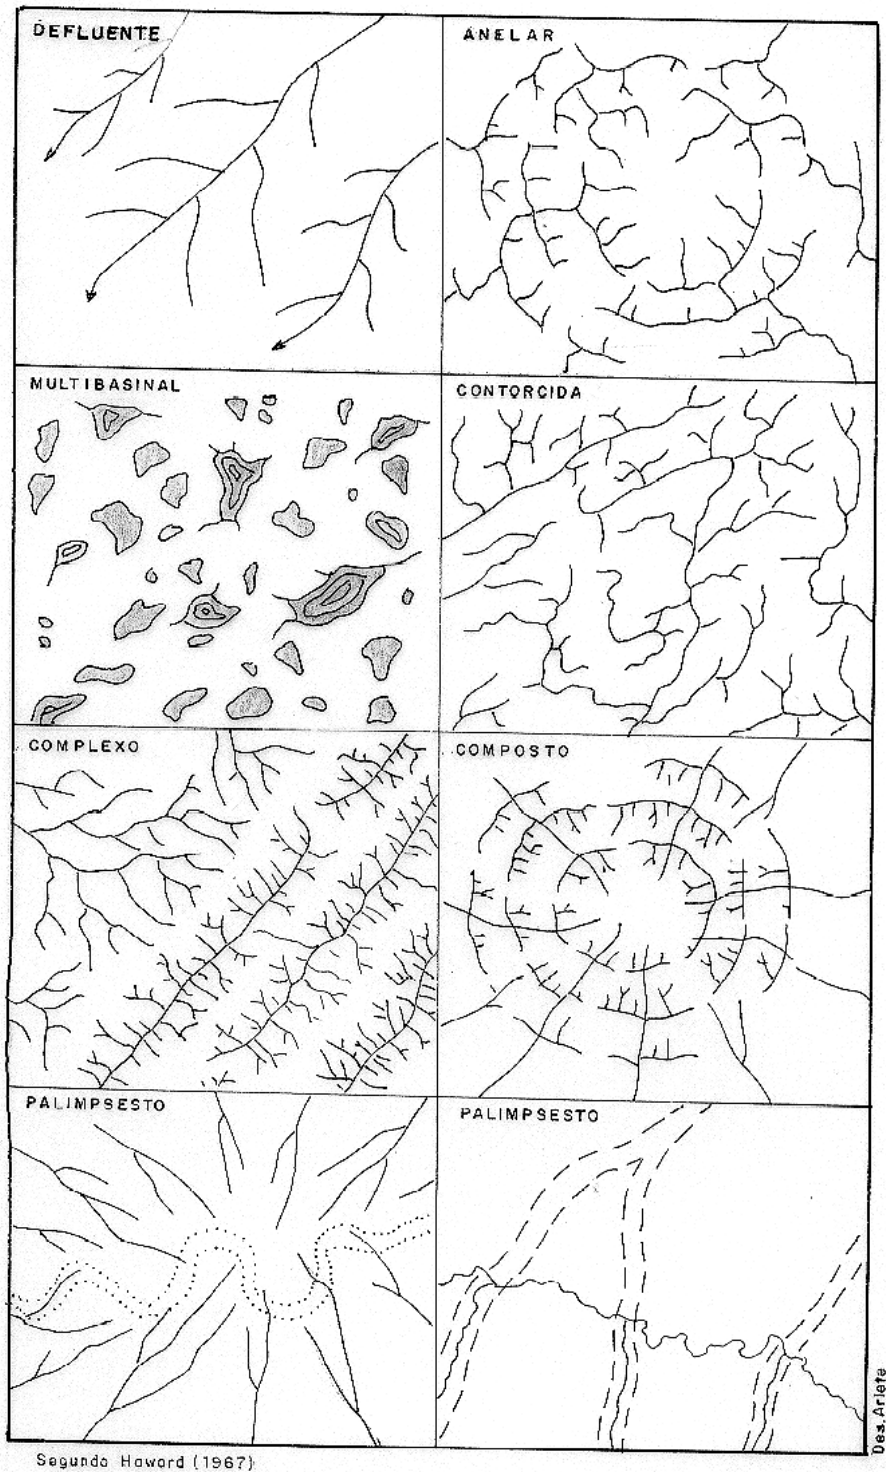 DEFLUENTE
ANELAR
MULTIBASINAL
CONTORCIDA
COMPLEXO
COMPOSTO
PALIMPSESTO
PALIMPSESTO
Des. Arlete
Segundo Howard (1967)